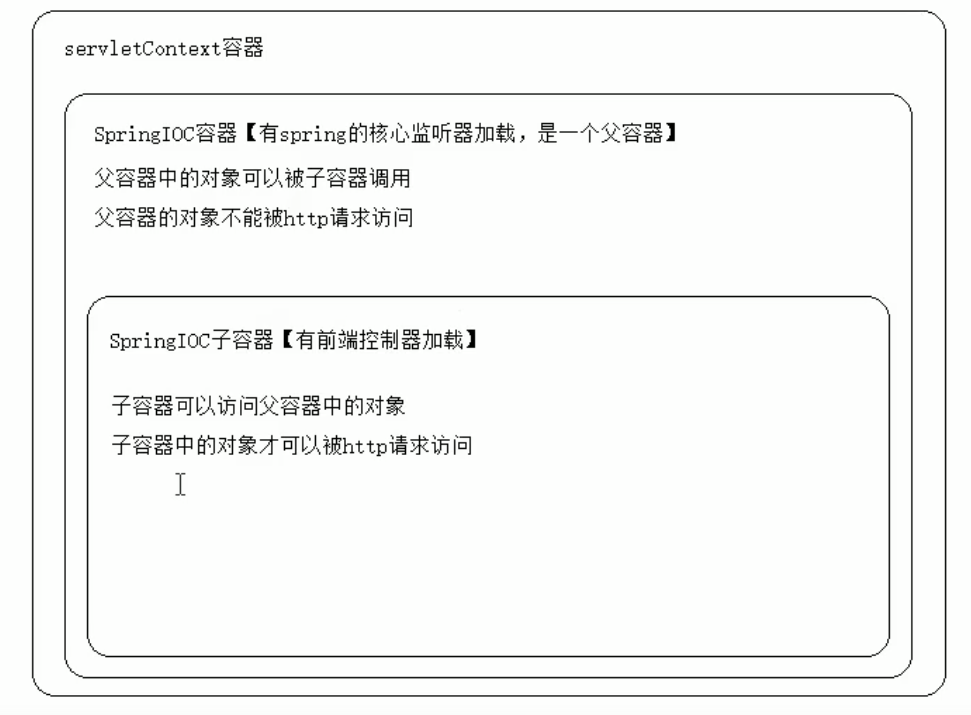 servletContext容器
SpringIOC容器【有spring的核心监听器加载，是一个父容器】
父容器中的对象可以被子容器调用
父容器的对象不能被http请求访问
SpringIOC子容器【有前端控制器加载】
子容器可以访问父容器中的对象
子容器中的对象才可以被http请求访问